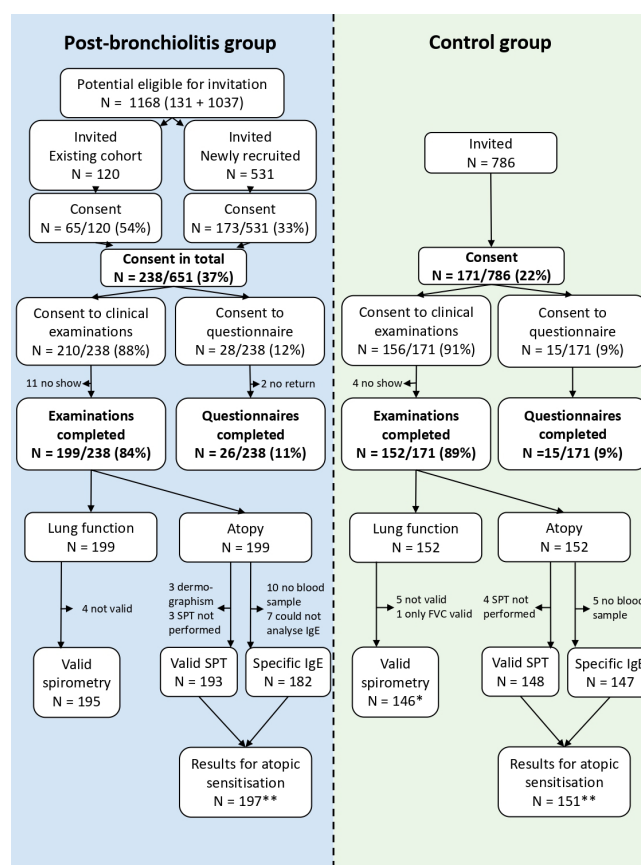 Post-bronchiolitis group
Control group
Potential eligible for invitation
N = 1168 (131 + 1037)
Invited
Existing cohort
N = 120
Invited
Newly recruited
N = 531
Invited
N = 786
Consent
N = 65/120 (54%)
Consent
N = 173/531 (33%)
Consent in total
N = 238/651 (37%)
Consent
N = 171/786 (22%)
Consent to clinical
examinations
N = 210/238 (88%)
Consent to
questionnaire
N = 28/238 (12%)
Consent to clinical
examinations
N = 156/171 (91%)
Consent to
questionnaire
N = 15/171 (9%)
11 no show
2 no return
4 no show
Examinations
completed
N = 199/238 (84%)
Questionnaires
completed
N = 26/238 (11%)
Examinations
completed
N = 152/171 (89%)
Questionnaires
completed
N =15/171 (9%)
Lung function
N = 199
Atopy
N = 199
Lung function
N = 152
Atopy
N = 152
4 not valid
3 dermo-
graphism
3 SPT not
performed
10 no blood
sample
7 could not
analyse IgE
5 not valid
1 only FVC valid
4 SPT not
performed
5 no blood
sample
Valid
spirometry
N = 195
Valid SPT
N = 193
Specific IgE
N = 182
Valid
spirometry
N = 146*
Valid SPT
N = 148
Specific IgE
N = 147
Results for atopic
sensitisation
N = 197**
Results for atopic
sensitisation
N = 151**